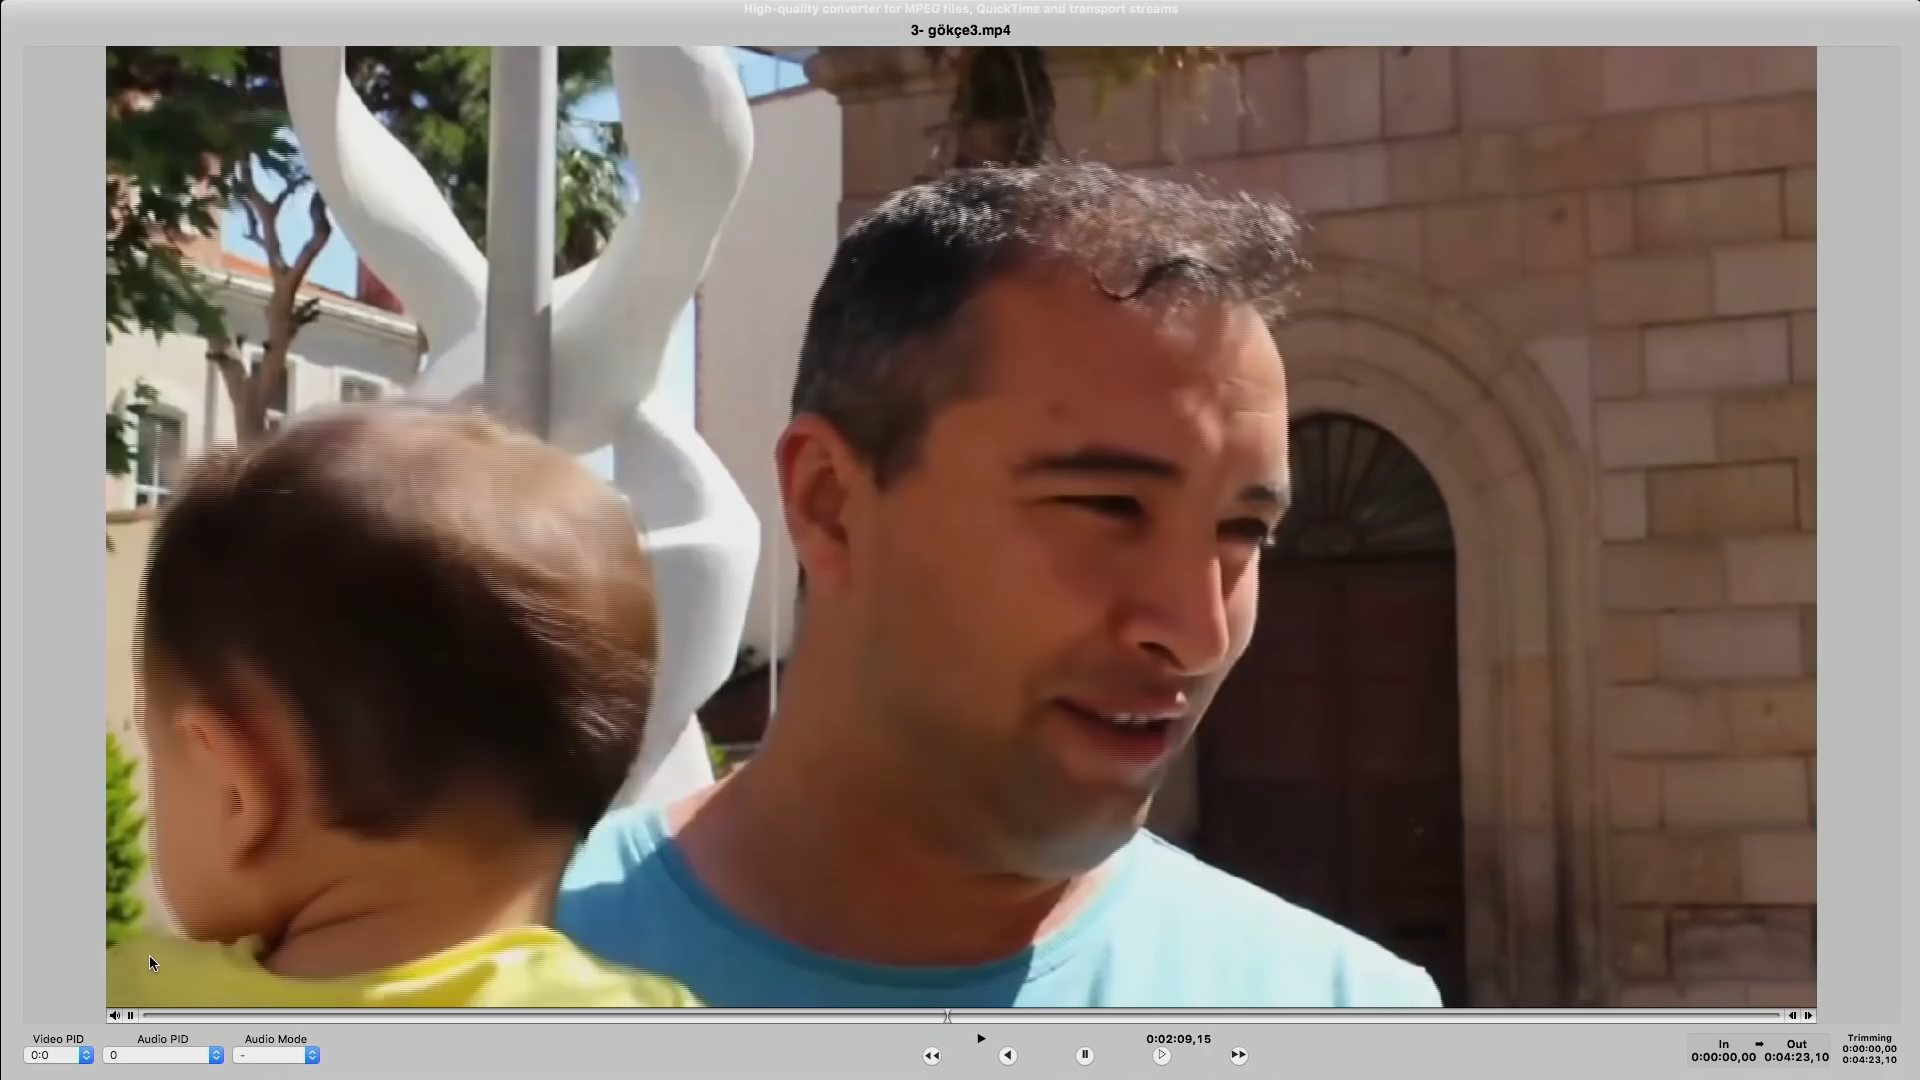 High-quality converter for MPEG files, QuickTime and transport streams
3- gökçe3.mp4
Video PID
Audio PID
Audio Mode
0:0
0
-
0:02:09,15
In
Out
0:00:00,00
0:04:23,10
Trimming
0:00:00,00
0:04:23,10